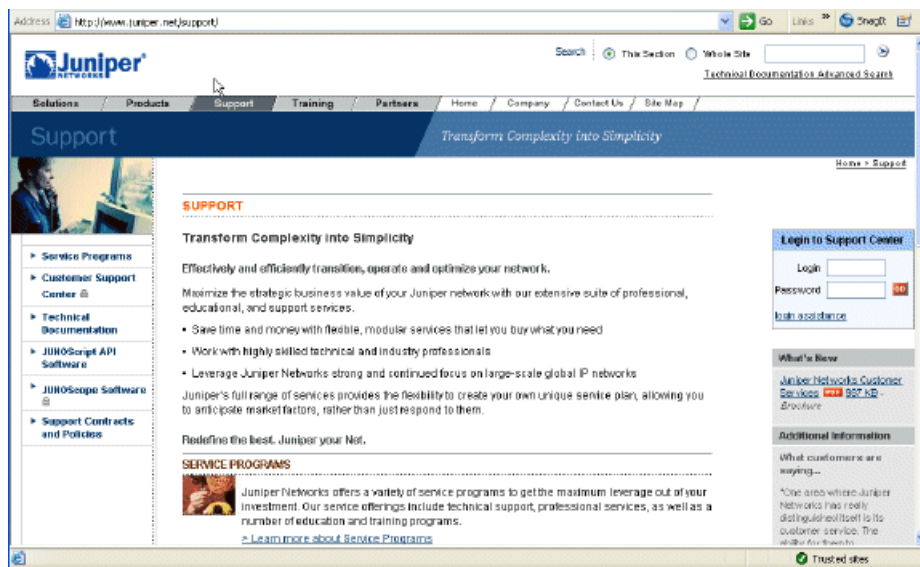 Address http://www.juniper.net/support/ Go Links » SnagIt
Juniper
NETWORKS
Search This Section Whole Site
Technical Documentation Advanced Search
Solutions / Products / Support / Training / Partners / Home / Company / Contact Us / Site Map /
Support
Transform Complexity into Simplicity
Home > Support
Service Programs
Customer Support
Center
Technical
Documentation
JUNOScript API
Software
JUNOScope Software
Support Contracts
and Policies
SUPPORT
Transform Complexity into Simplicity
Effectively and efficiently transition, operate and optimize your network.
Maximize the strategic business value of your Juniper network with our extensive suite of professional,
educational, and support services.
• Save time and money with flexible, modular services that let you buy what you need
• Work with highly skilled technical and industry professionals
• Leverage Juniper Networks strong and continued focus on large-scale global IP networks
Juniper's full range of services provides the flexibility to create your own unique service plan, allowing you
to anticipate market factors, rather than just respond to them.
Redefine the best. Juniper your Net.
SERVICE PROGRAMS
Juniper Networks offers a variety of service programs to get the maximum leverage out of your
investment. Our service offerings include technical support, professional services, as well as a
number of education and training programs.
> Learn more about Service Programs
Login to Support Center
Login
Password GO
login assistance
What's New
Juniper Networks Customer
Services PDF 997 KB -
Brochure
Additional Information
What customers are
saying...
"One area where Juniper
Networks has really
distinguished itself is its
customer service. The
ability for them to
Trusted sites